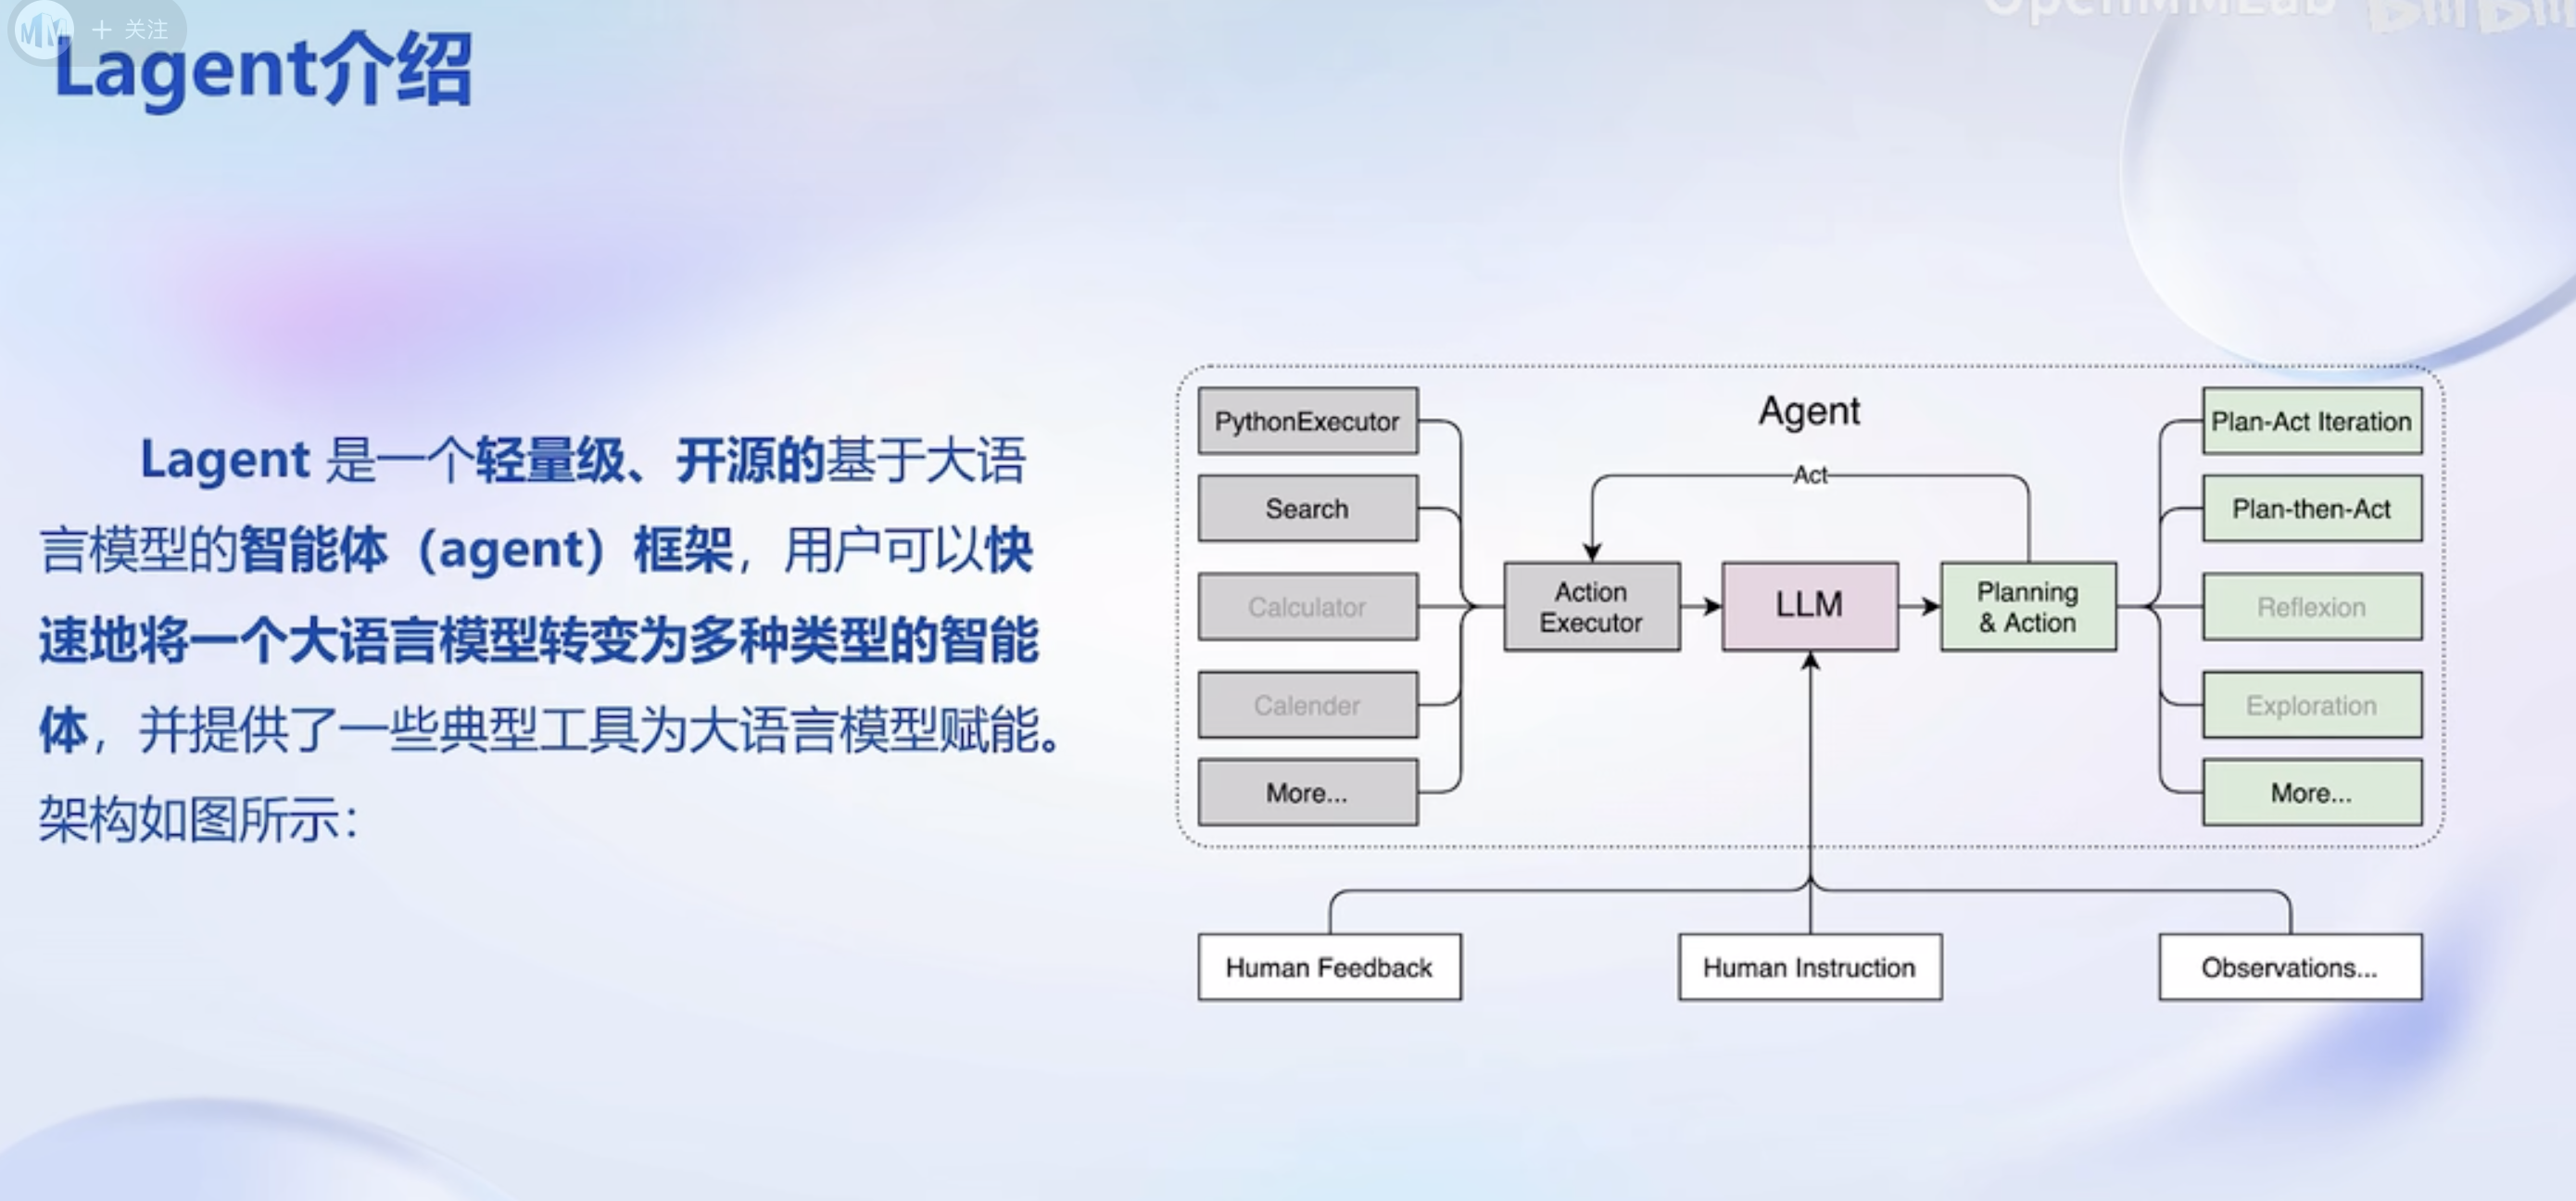 + 关注
OpenMMLab
Lagent介绍
Lagent 是一个轻量级、开源的基于大语
言模型的智能体（agent）框架，用户可以快
速地将一个大语言模型转变为多种类型的智能
体，并提供了一些典型工具为大语言模型赋能。
架构如图所示：
Agent
PythonExecutor
Search
Calculator
Calender
More...
Act
Action
Executor
LLM
Planning
& Action
Plan-Act Iteration
Plan-then-Act
Reflexion
Exploration
More...
Human Feedback
Human Instruction
Observations...